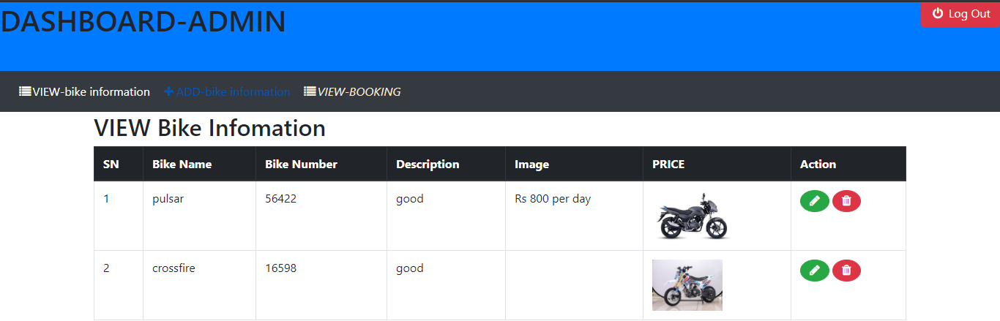 DASHBOARD-ADMIN
Log Out
VIEW-bike information ADD-bike information VIEW-BOOKING
VIEW Bike Infomation
SN Bike Name Bike Number Description Image PRICE Action
1 pulsar 56422 good Rs 800 per day
2 crossfire 16598 good